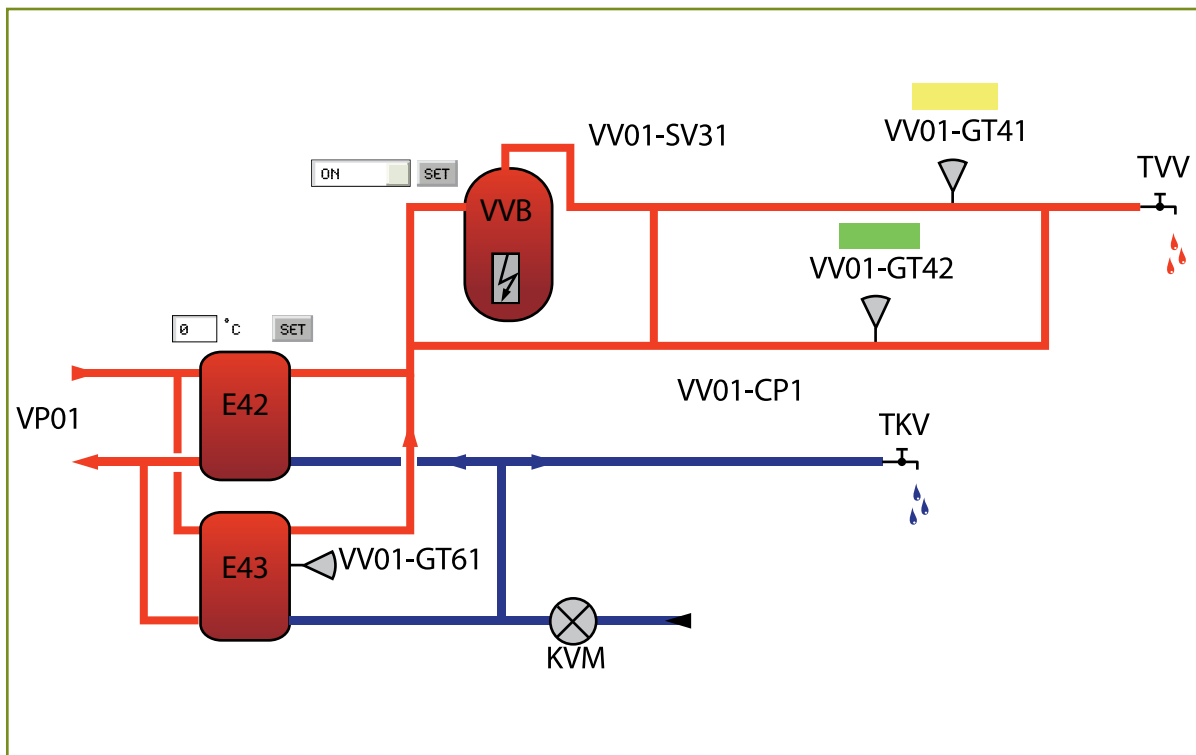 VV01-SV31
VV01-GT41
TVV
ON
SET
VVB
VV01-GT42
0 °C
SET
VP01
E42
VV01-CP1
TKV
E43
VV01-GT61
KVM